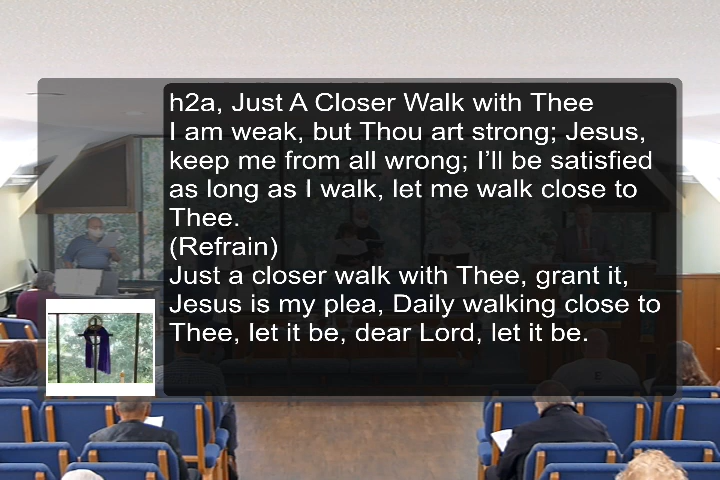 h2a, Just A Closer Walk with Thee
I am weak, but Thou art strong; Jesus,
keep me from all wrong; I’ll be satisfied
as long as I walk, let me walk close to
Thee.
(Refrain)
Just a closer walk with Thee, grant it,
Jesus is my plea, Daily walking close to
Thee, let it be, dear Lord, let it be.